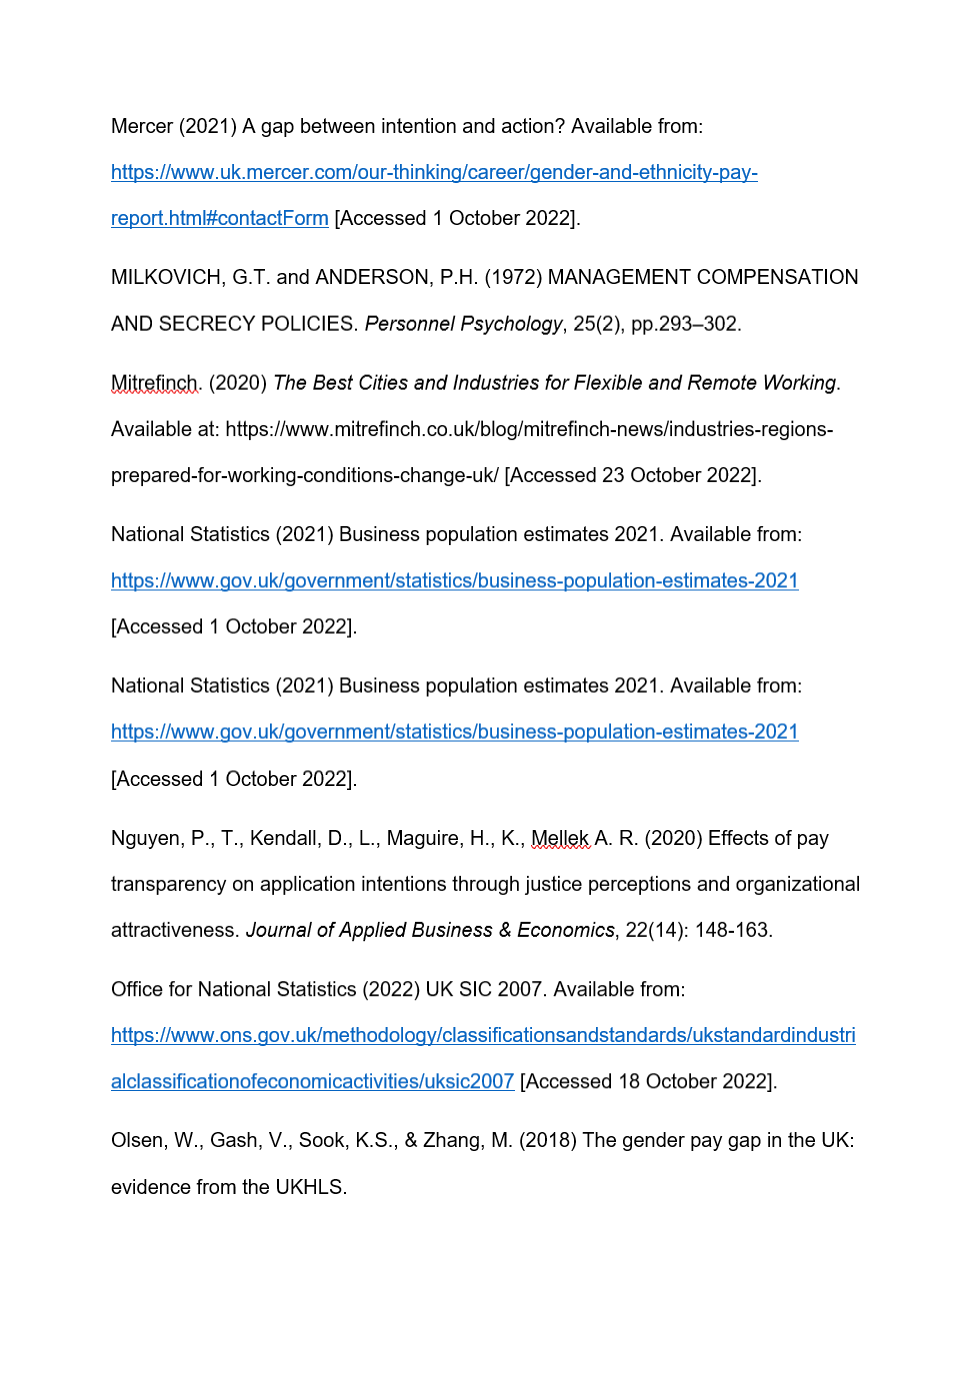 Mercer (2021) A gap between intention and action? Available from:
https://www.uk.mercer.com/our-thinking/career/gender-and-ethnicity-pay-
report.html#contactForm [Accessed 1 October 2022].
MILKOVICH, G.T. and ANDERSON, P.H. (1972) MANAGEMENT COMPENSATION
AND SECRECY POLICIES. Personnel Psychology, 25(2), pp.293–302.
Mitrefinch. (2020) The Best Cities and Industries for Flexible and Remote Working.
Available at: https://www.mitrefinch.co.uk/blog/mitrefinch-news/industries-regions-
prepared-for-working-conditions-change-uk/ [Accessed 23 October 2022].
National Statistics (2021) Business population estimates 2021. Available from:
https://www.gov.uk/government/statistics/business-population-estimates-2021
[Accessed 1 October 2022].
National Statistics (2021) Business population estimates 2021. Available from:
https://www.gov.uk/government/statistics/business-population-estimates-2021
[Accessed 1 October 2022].
Nguyen, P., T., Kendall, D., L., Maguire, H., K., Mellek A. R. (2020) Effects of pay
transparency on application intentions through justice perceptions and organizational
attractiveness. Journal of Applied Business & Economics, 22(14): 148-163.
Office for National Statistics (2022) UK SIC 2007. Available from:
https://www.ons.gov.uk/methodology/classificationsandstandards/ukstandardindustri
alclassificationofeconomicactivities/uksic2007 [Accessed 18 October 2022].
Olsen, W., Gash, V., Sook, K.S., & Zhang, M. (2018) The gender pay gap in the UK:
evidence from the UKHLS.